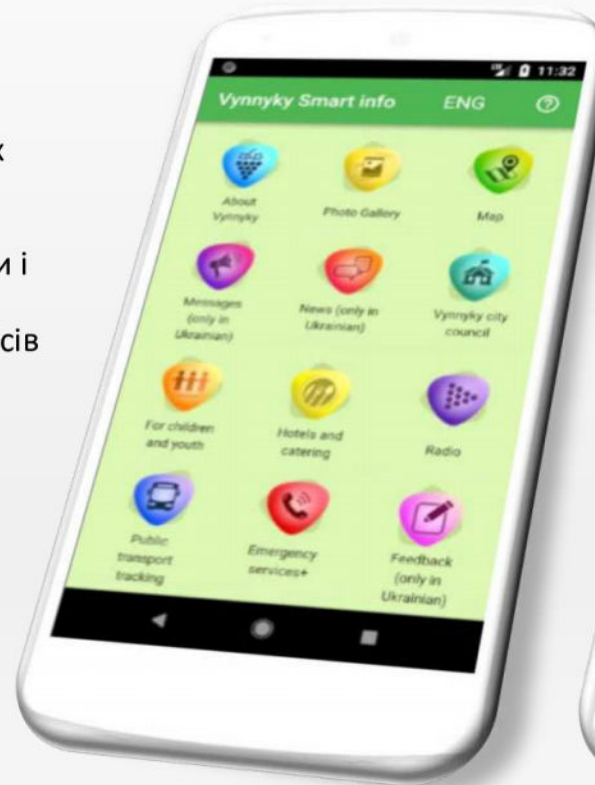 х
и і
сів
11:32
Vynnyky Smart info ENG
About
Vynnyky
Photo Gallery
Map
Messages
(only in
Ukrainian)
News (only in
Ukrainian)
Vynnyky city
council
For children
and youth
Hotels and
catering
Radio
Public
transport
tracking
Emergency
services+
Feedback
(only in
Ukrainian)